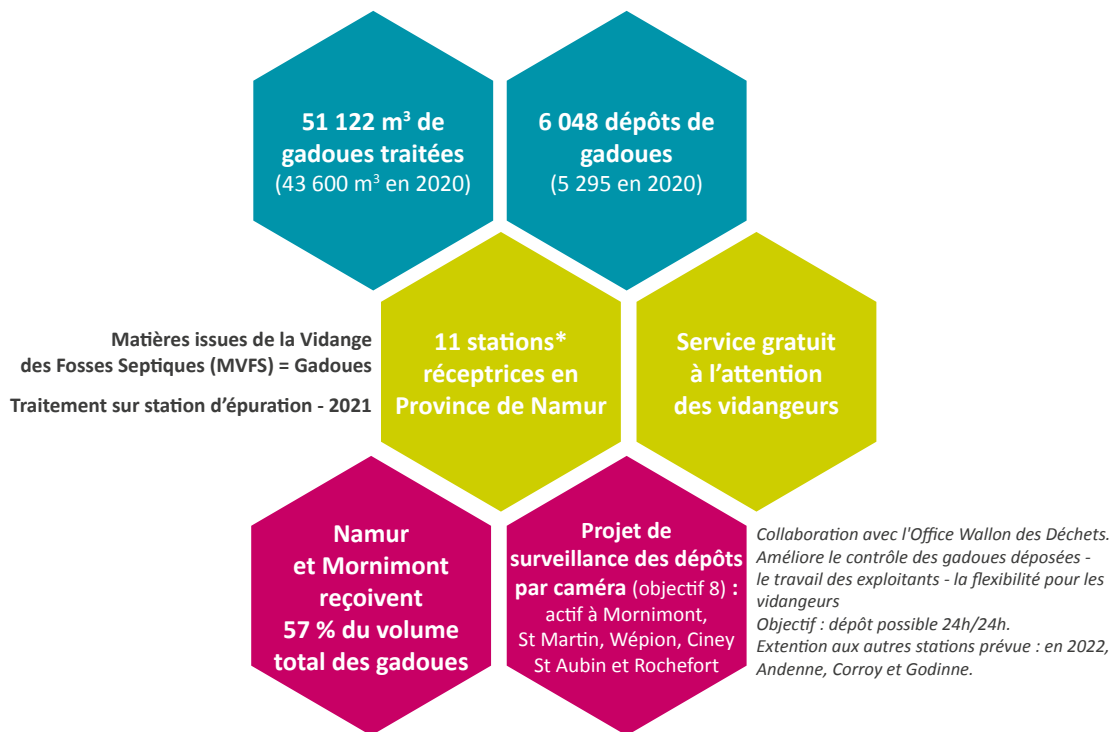 51 122 m³ de
gadoues traitées
(43 600 m³ en 2020)
6 048 dépôts de
gadoues
(5 295 en 2020)
Matières issues de la Vidange
des Fosses Septiques (MVFS) = Gadoues
Traitement sur station d'épuration - 2021
11 stations*
réceptrices en
Province de Namur
Service gratuit
à l'attention
des vidangeurs
Namur
et Mornimont
reçoivent
57 % du volume
total des gadoues
Projet de
surveillance des dépôts
par caméra (objectif 8) :
actif à Mornimont,
St Martin, Wépion, Ciney
St Aubin et Rochefort
Collaboration avec l'Office Wallon des Déchets.
Améliore le contrôle des gadoues déposées -
le travail des exploitants - la flexibilité pour les
vidangeurs
Objectif : dépôt possible 24h/24h.
Extention aux autres stations prévue : en 2022,
Andenne, Corroy et Godinne.